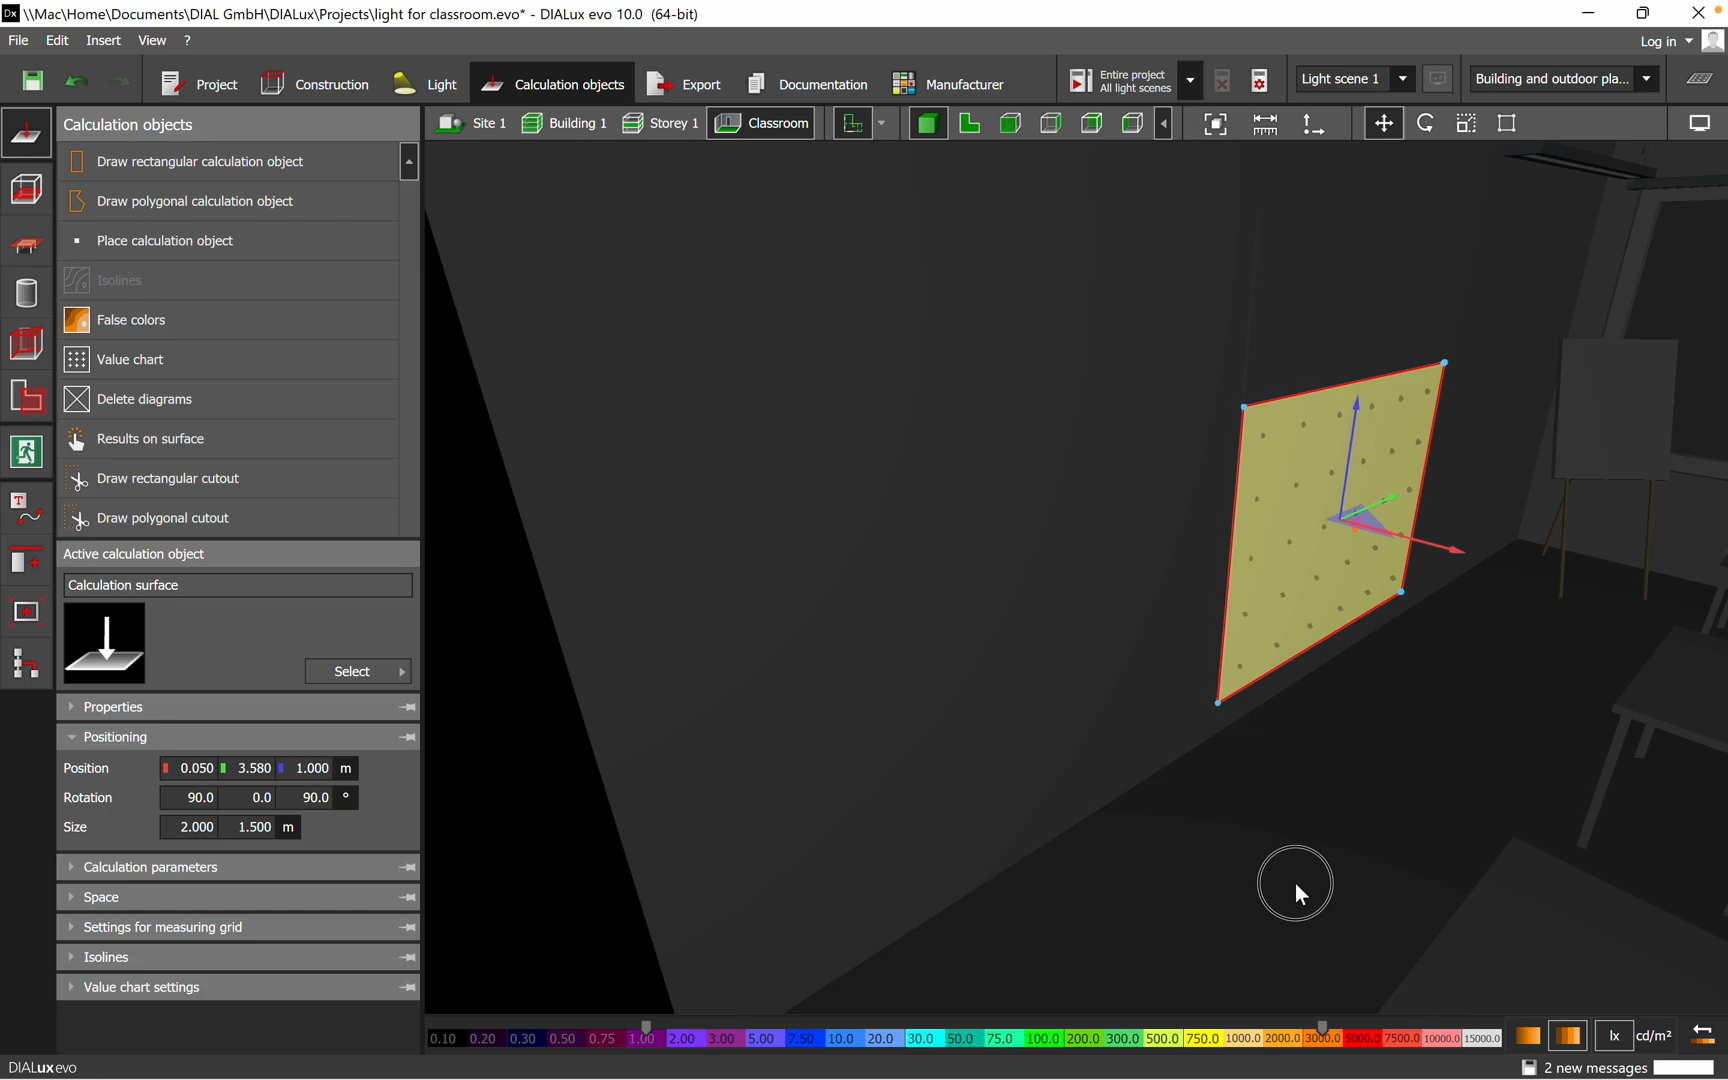 Dx \\Mac\Home\Documents\DIAL GmbH\DIALux\Projects\light for classroom.evo* - DIALux evo 10.0 (64-bit)
File Edit Insert View ? Log in
Project Construction Light Calculation objects Export Documentation Manufacturer Entire project All light scenes Light scene 1 Building and outdoor pla...
Calculation objects
Site 1 Building 1 Storey 1 Classroom
Draw rectangular calculation object
Draw polygonal calculation object
Place calculation object
Isolines
False colors
Value chart
Delete diagrams
Results on surface
Draw rectangular cutout
Draw polygonal cutout
Active calculation object
Calculation surface
Select
Properties
Positioning
Position 0.050 3.580 1.000 m
Rotation 90.0 0.0 90.0 °
Size 2.000 1.500 m
Calculation parameters
Space
Settings for measuring grid
Isolines
Value chart settings
0.10 0.20 0.30 0.50 0.75 1.00 2.00 3.00 5.00 7.50 10.0 20.0 30.0 50.0 75.0 100.0 200.0 300.0 500.0 750.0 1000.0 2000.0 3000.0 5000.0 7500.0 10000.0 15000.0 lx cd/m²
DIALux evo 2 new messages